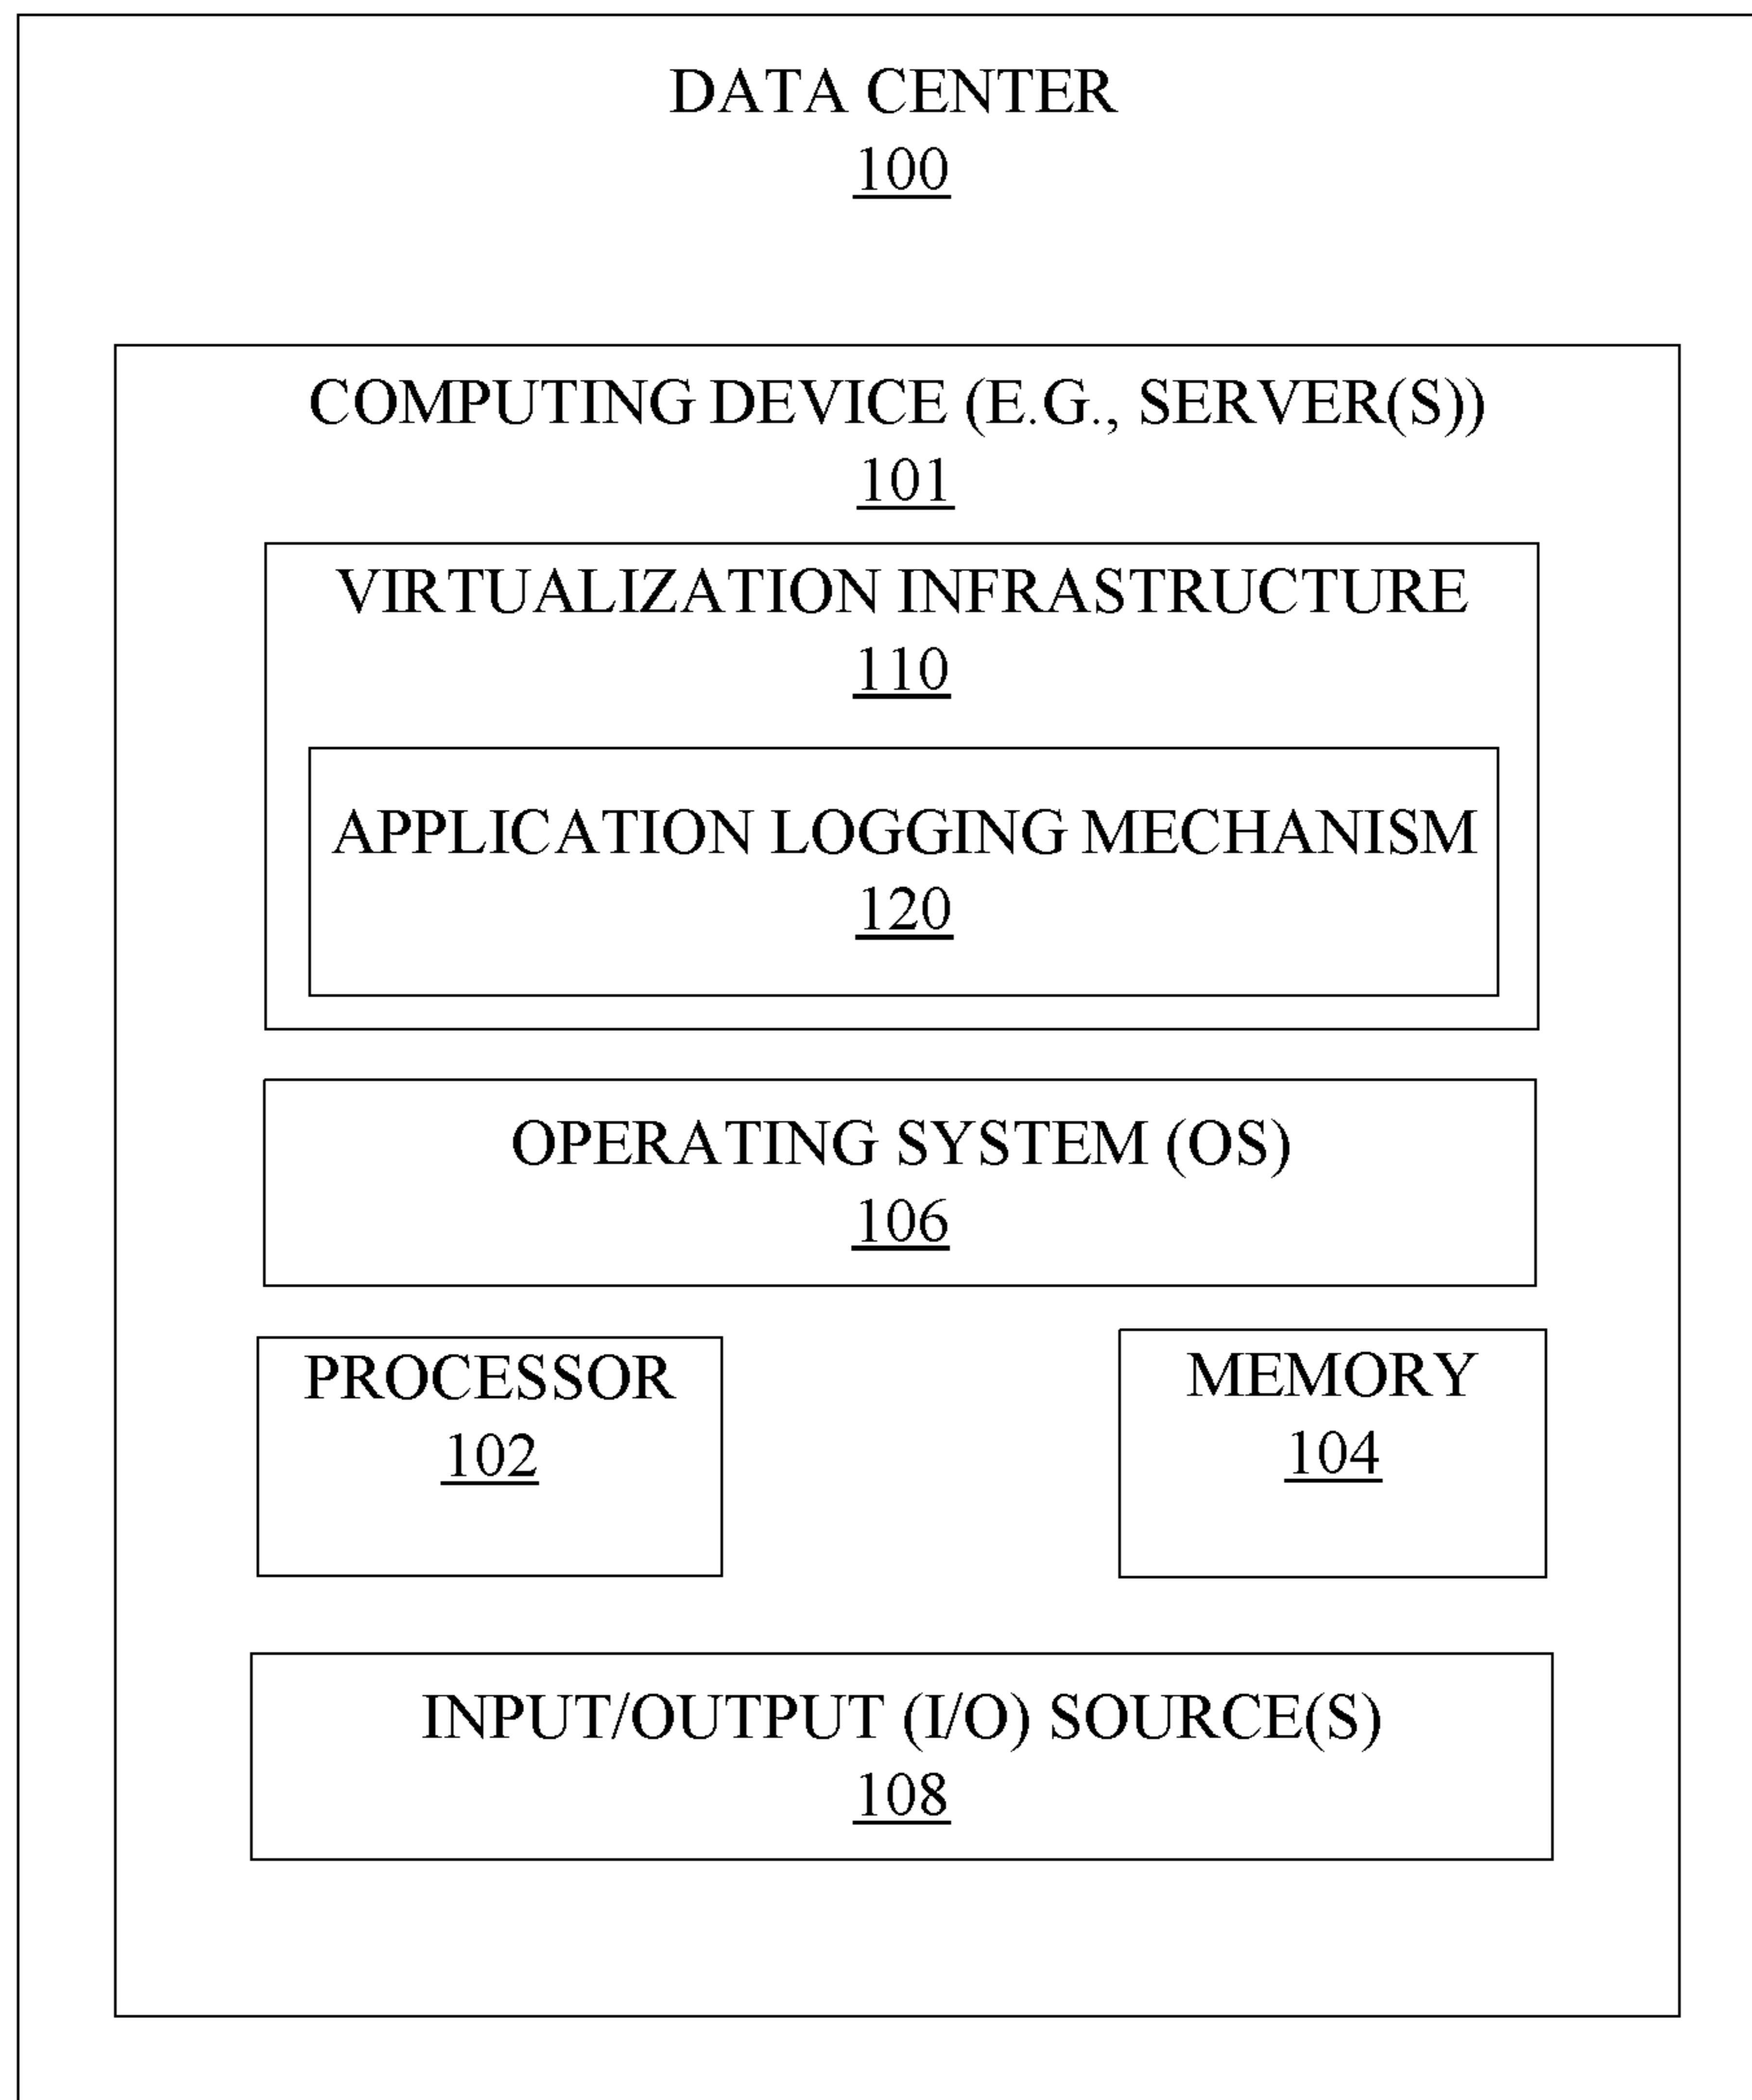 DATA CENTER
100
COMPUTING DEVICE (E.G., SERVER(S))
101
VIRTUALIZATION INFRASTRUCTURE
110
APPLICATION LOGGING MECHANISM
120
OPERATING SYSTEM (OS)
106
PROCESSOR
102
MEMORY
104
INPUT/OUTPUT (I/O) SOURCE(S)
108